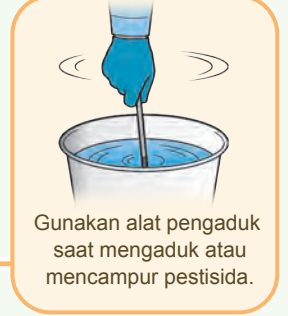 Gunakan alat pengaduk
saat mengaduk atau
mencampur pestisida.